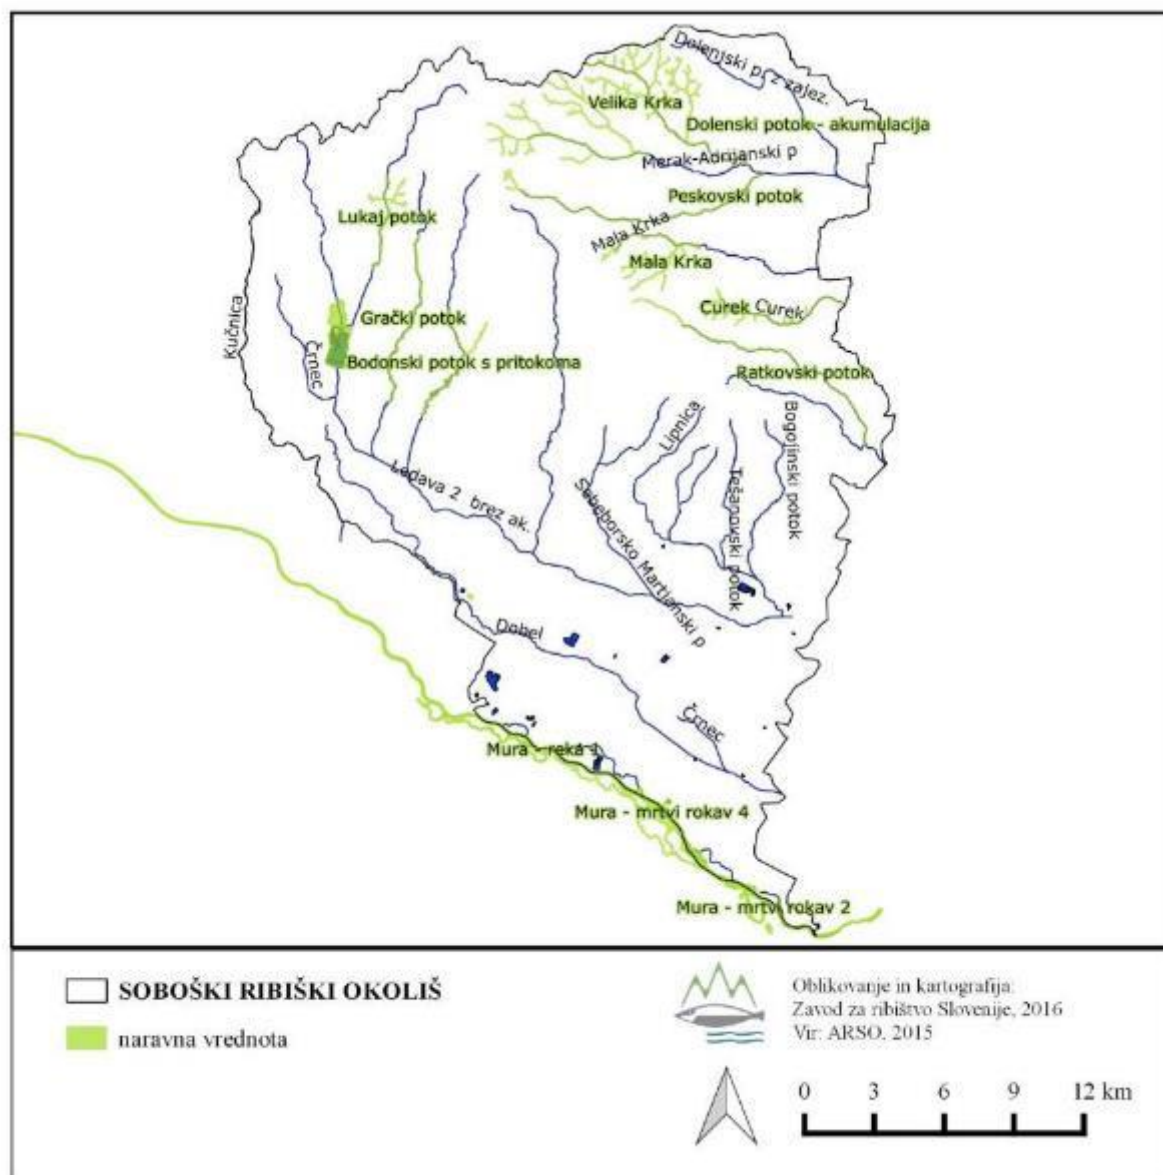 Dolenjski p. z zajez.
Velika Krka
Dolenski potok - akumulacija
Merak-Adrijanski p
Peskovski potok
Lukaj potok
Mala Krka
Mala Krka
Curek Curek
Kučnica
Grački potok
Črnec
Bodonski potok s pritokoma
Ratkovski potok
Lipnica
Bogojinski potok
Ledava 2 brez ak.
Tešanovski potok
Sebeborsko Martjanski p
Dobel
Črnec
Mura - reka 1
Mura - mrtvi rokav 4
Mura - mrtvi rokav 2
SOBOŠKI RIBIŠKI OKOLIŠ
naravna vrednota
Oblikovanje in kartografija:
Zavod za ribištvo Slovenije, 2016
Vir: ARSO, 2015
0 3 6 9 12 km